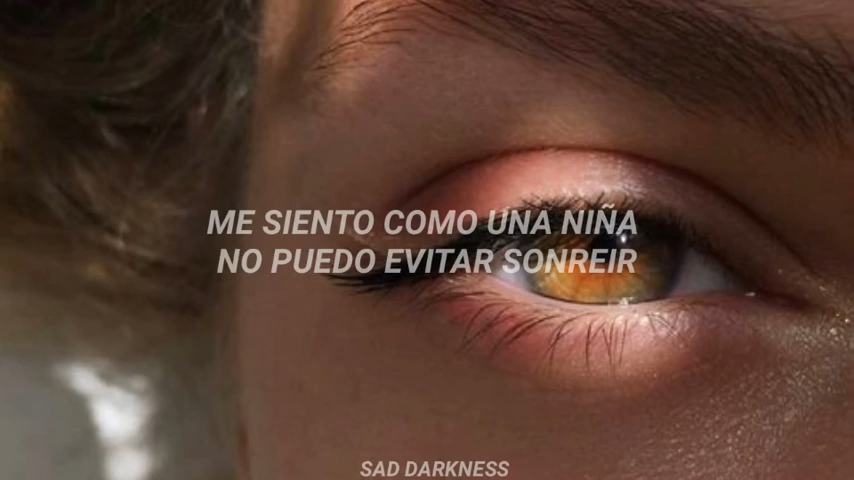 ME SIENTO COMO UNA NIÑA
NO PUEDO EVITAR SONREIR
SAD DARKNESS